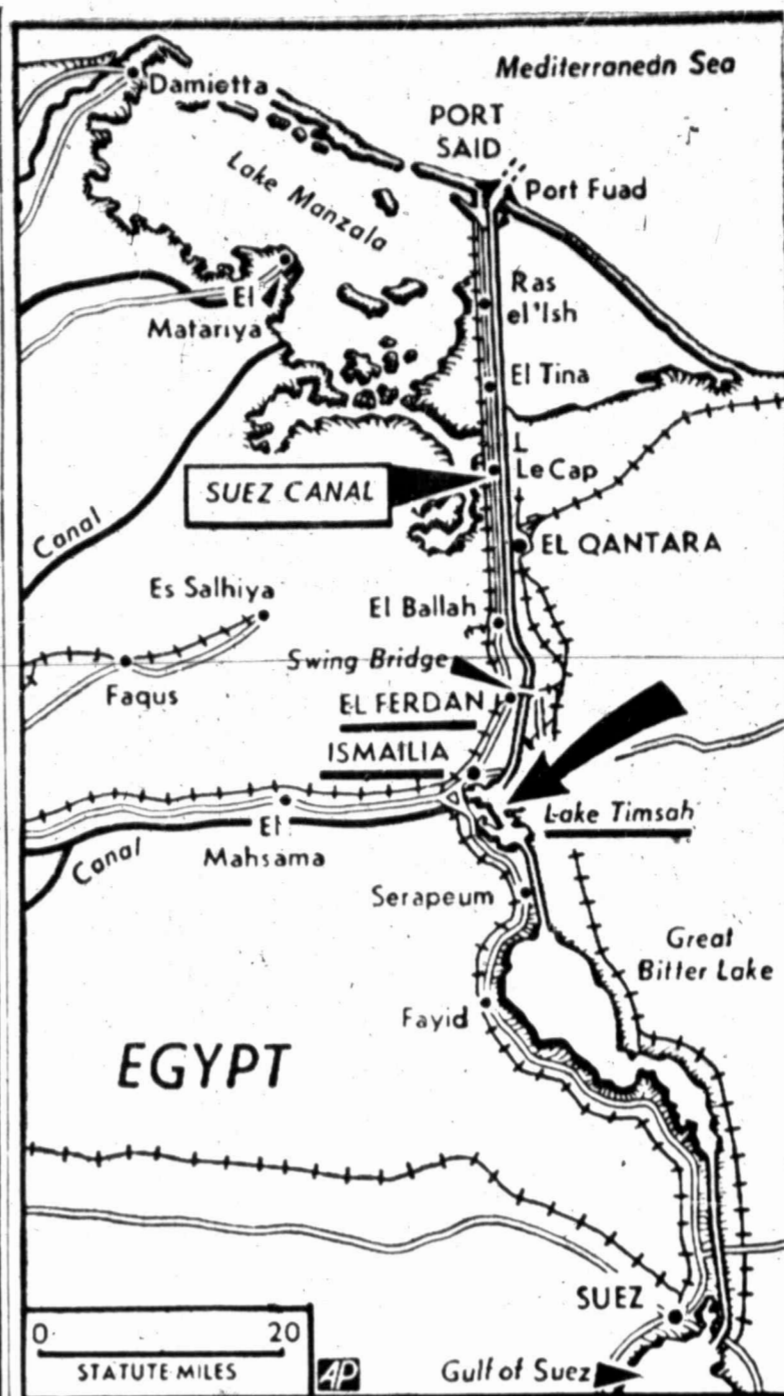 Mediterranean Sea
Damietta
PORT
SAID
Lake Manzala
Port Fuad
El
Matariya
Ras
el'Ish
El Tina
Le Cap
SUEZ CANAL
Canal
EL QANTARA
Es Salhiya
El Ballah
Swing Bridge
Faqus
EL FERDAN
ISMAILIA
Lake Timsah
El
Mahsama
Canal
Serapeum
Great
Bitter Lake
Fayid
EGYPT
SUEZ
0 20
STATUTE MILES
AP
Gulf of Suez